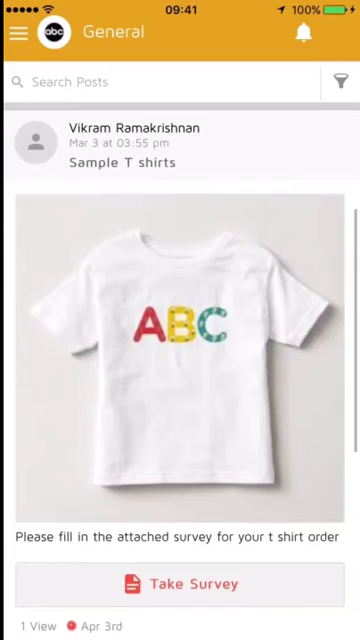 09:41
100%
abc
General
Search Posts
Vikram Ramakrishnan
Mar 3 at 03:55 pm
Sample T shirts
ABC
Please fill in the attached survey for your t shirt order
Take Survey
1 View
Apr 3rd